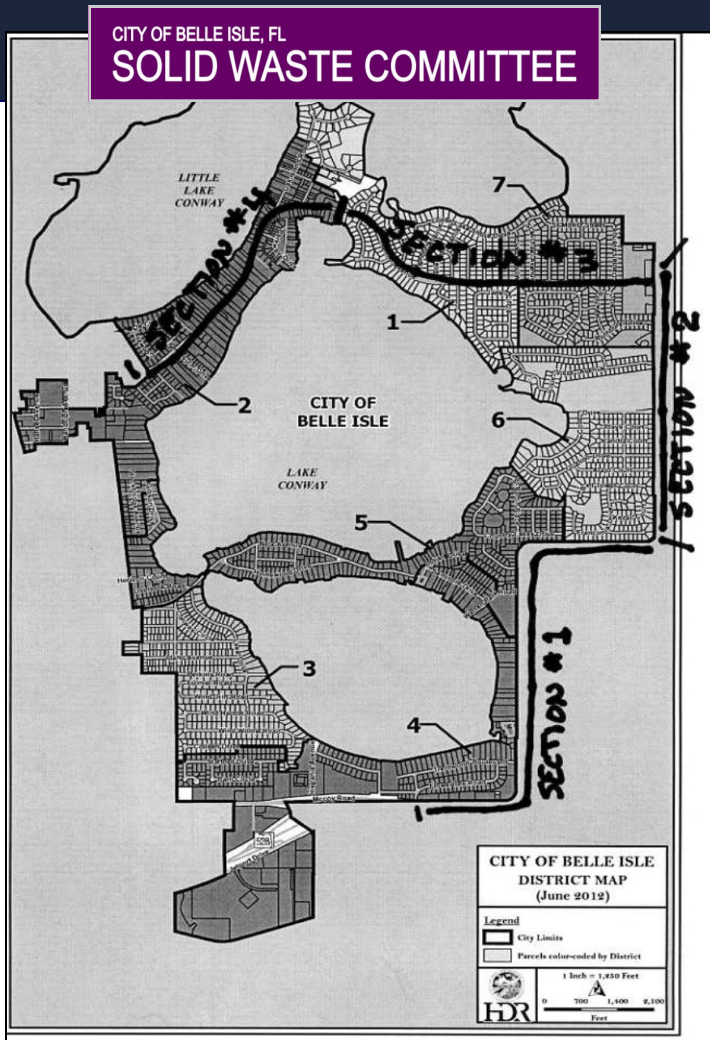 CITY OF BELLE ISLE, FL
SOLID WASTE COMMITTEE
LITTLE
LAKE
CONWAY
7
SECTION #4
SECTION #3
1
SECTION #2
2
CITY OF
BELLE ISLE
6
LAKE
CONWAY
5
SECTION #1
3
4
McCoy Road
528
CITY OF BELLE ISLE
DISTRICT MAP
(June 2012)
Legend
City Limits
Parcels color-coded by District
1 Inch = 1,250 Feet
0 700 1,400 2,100
Feet
HDR